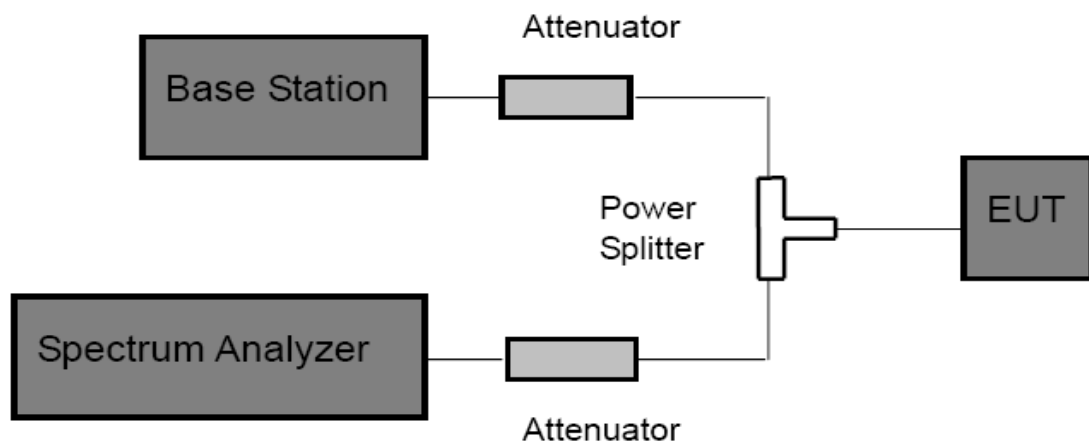 Attenuator
Base Station
Power
Splitter
EUT
Spectrum Analyzer
Attenuator